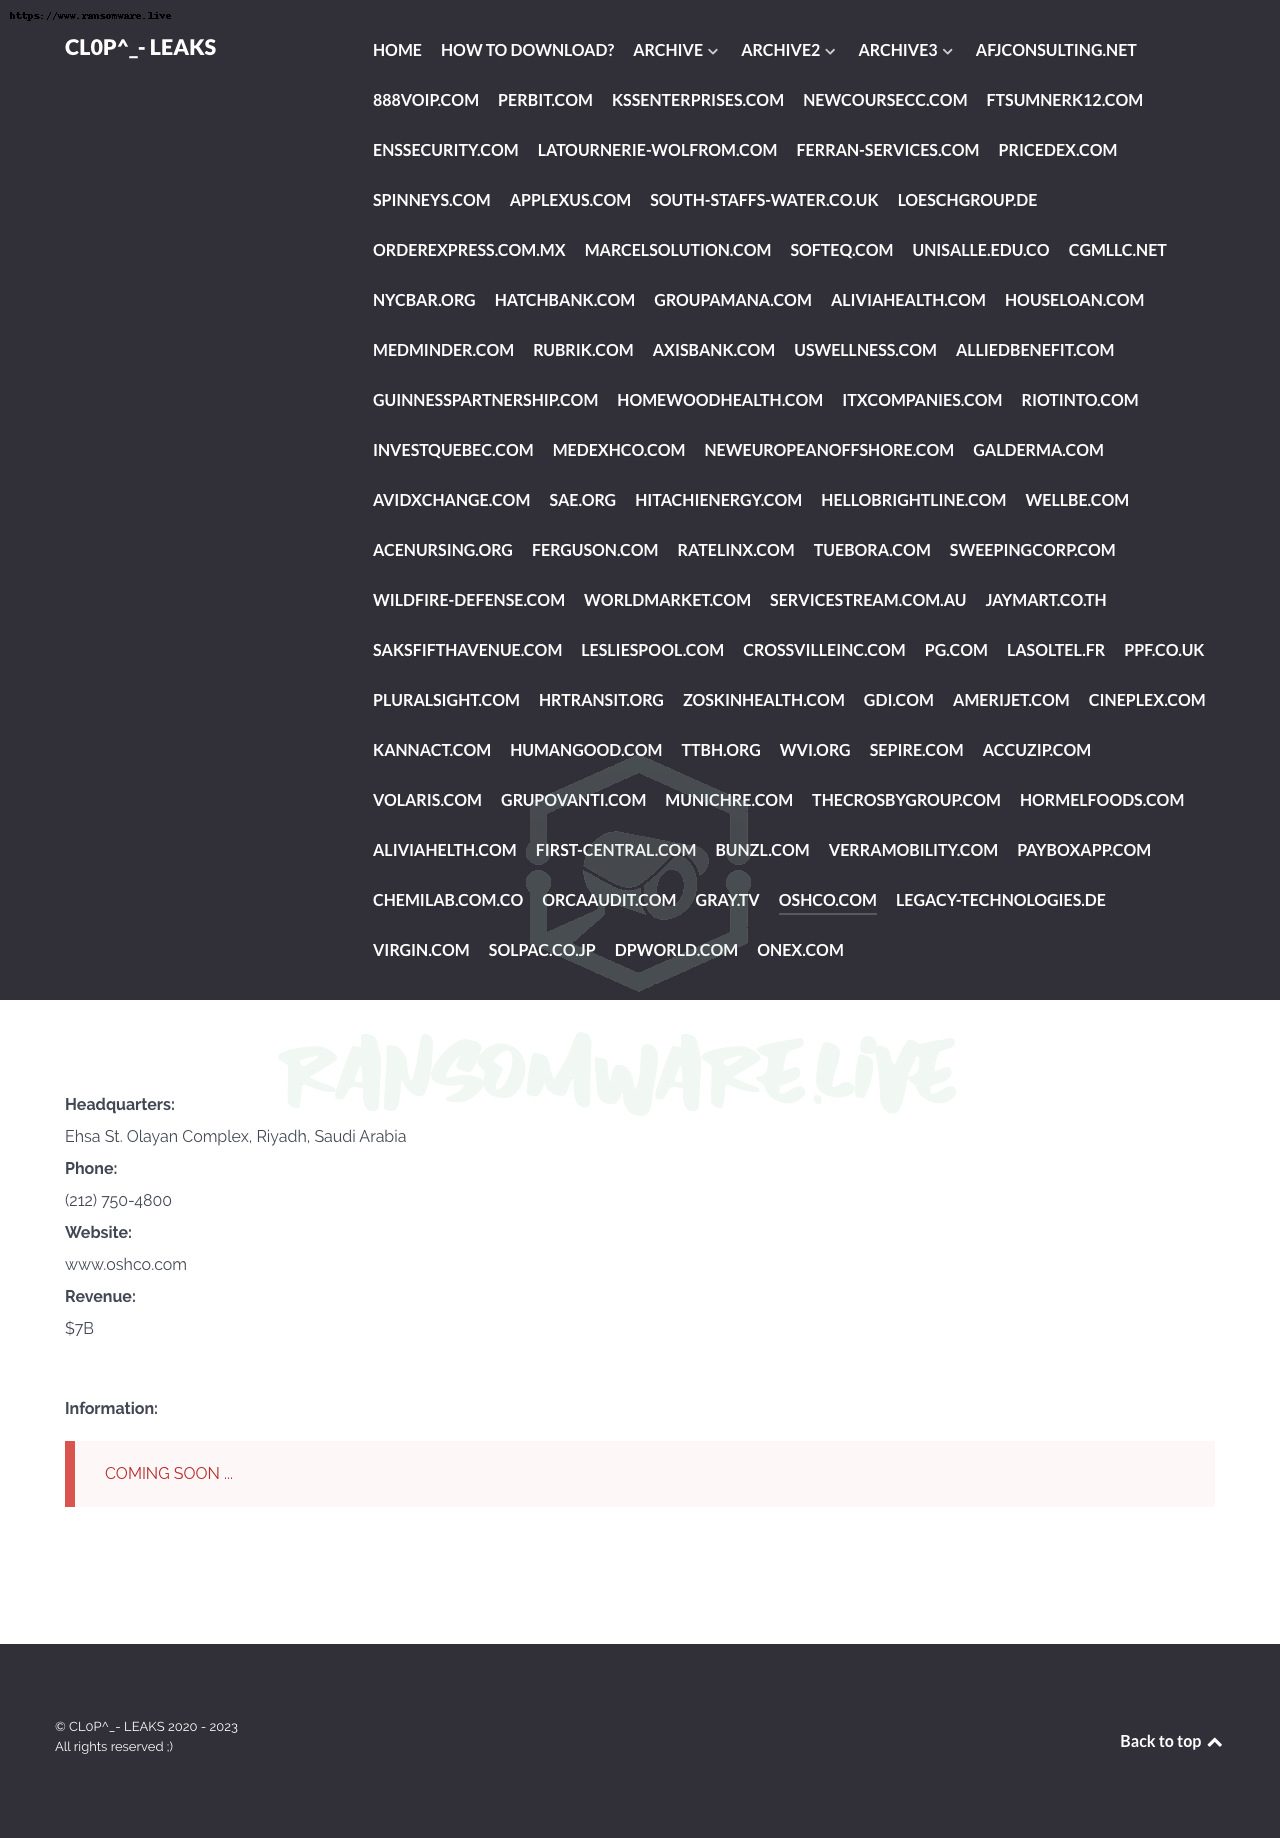 https://www.ransomware.live
CL0P^_- LEAKS
HOME HOW TO DOWNLOAD? ARCHIVE ARCHIVE2 ARCHIVE3 AFJCONSULTING.NET
888VOIP.COM PERBIT.COM KSSENTERPRISES.COM NEWCOURSECC.COM FTSUMNERK12.COM
ENSSECURITY.COM LATOURNERIE-WOLFROM.COM FERRAN-SERVICES.COM PRICEDEX.COM
SPINNEYS.COM APPLEXUS.COM SOUTH-STAFFS-WATER.CO.UK LOESCHGROUP.DE
ORDEREXPRESS.COM.MX MARCELSOLUTION.COM SOFTEQ.COM UNISALLE.EDU.CO CGMLLC.NET
NYCBAR.ORG HATCHBANK.COM GROUPAMANA.COM ALIVIAHEALTH.COM HOUSELOAN.COM
MEDMINDER.COM RUBRIK.COM AXISBANK.COM USWELLNESS.COM ALLIEDBENEFIT.COM
GUINNESSPARTNERSHIP.COM HOMEWOODHEALTH.COM ITXCOMPANIES.COM RIOTINTO.COM
INVESTQUEBEC.COM MEDEXHCO.COM NEWEUROPEANOFFSHORE.COM GALDERMA.COM
AVIDXCHANGE.COM SAE.ORG HITACHIENERGY.COM HELLOBRIGHTLINE.COM WELLBE.COM
ACENURSING.ORG FERGUSON.COM RATELINX.COM TUEBORA.COM SWEEPINGCORP.COM
WILDFIRE-DEFENSE.COM WORLDMARKET.COM SERVICESTREAM.COM.AU JAYMART.CO.TH
SAKSFIFTHAVENUE.COM LESLIESPOOL.COM CROSSVILLEINC.COM PG.COM LASOLTEL.FR PPF.CO.UK
PLURALSIGHT.COM HRTRANSIT.ORG ZOSKINHEALTH.COM GDI.COM AMERIJET.COM CINEPLEX.COM
KANNACT.COM HUMANGOOD.COM TTBH.ORG WVI.ORG SEPIRE.COM ACCUZIP.COM
VOLARIS.COM GRUPOVANTI.COM MUNICHRE.COM THECROSBYGROUP.COM HORMELFOODS.COM
ALIVIAHELTH.COM FIRST-CENTRAL.COM BUNZL.COM VERRAMOBILITY.COM PAYBOXAPP.COM
CHEMILAB.COM.CO ORCAAUDIT.COM GRAY.TV OSHCO.COM LEGACY-TECHNOLOGIES.DE
VIRGIN.COM SOLPAC.CO.JP DPWORLD.COM ONEX.COM
RANSOMWARE.LIVE
Headquarters:
Ehsa St. Olayan Complex, Riyadh, Saudi Arabia
Phone:
(212) 750-4800
Website:
www.oshco.com
Revenue:
$7B
Information:
COMING SOON ...
© CL0P^_- LEAKS 2020 - 2023
All rights reserved ;)
Back to top